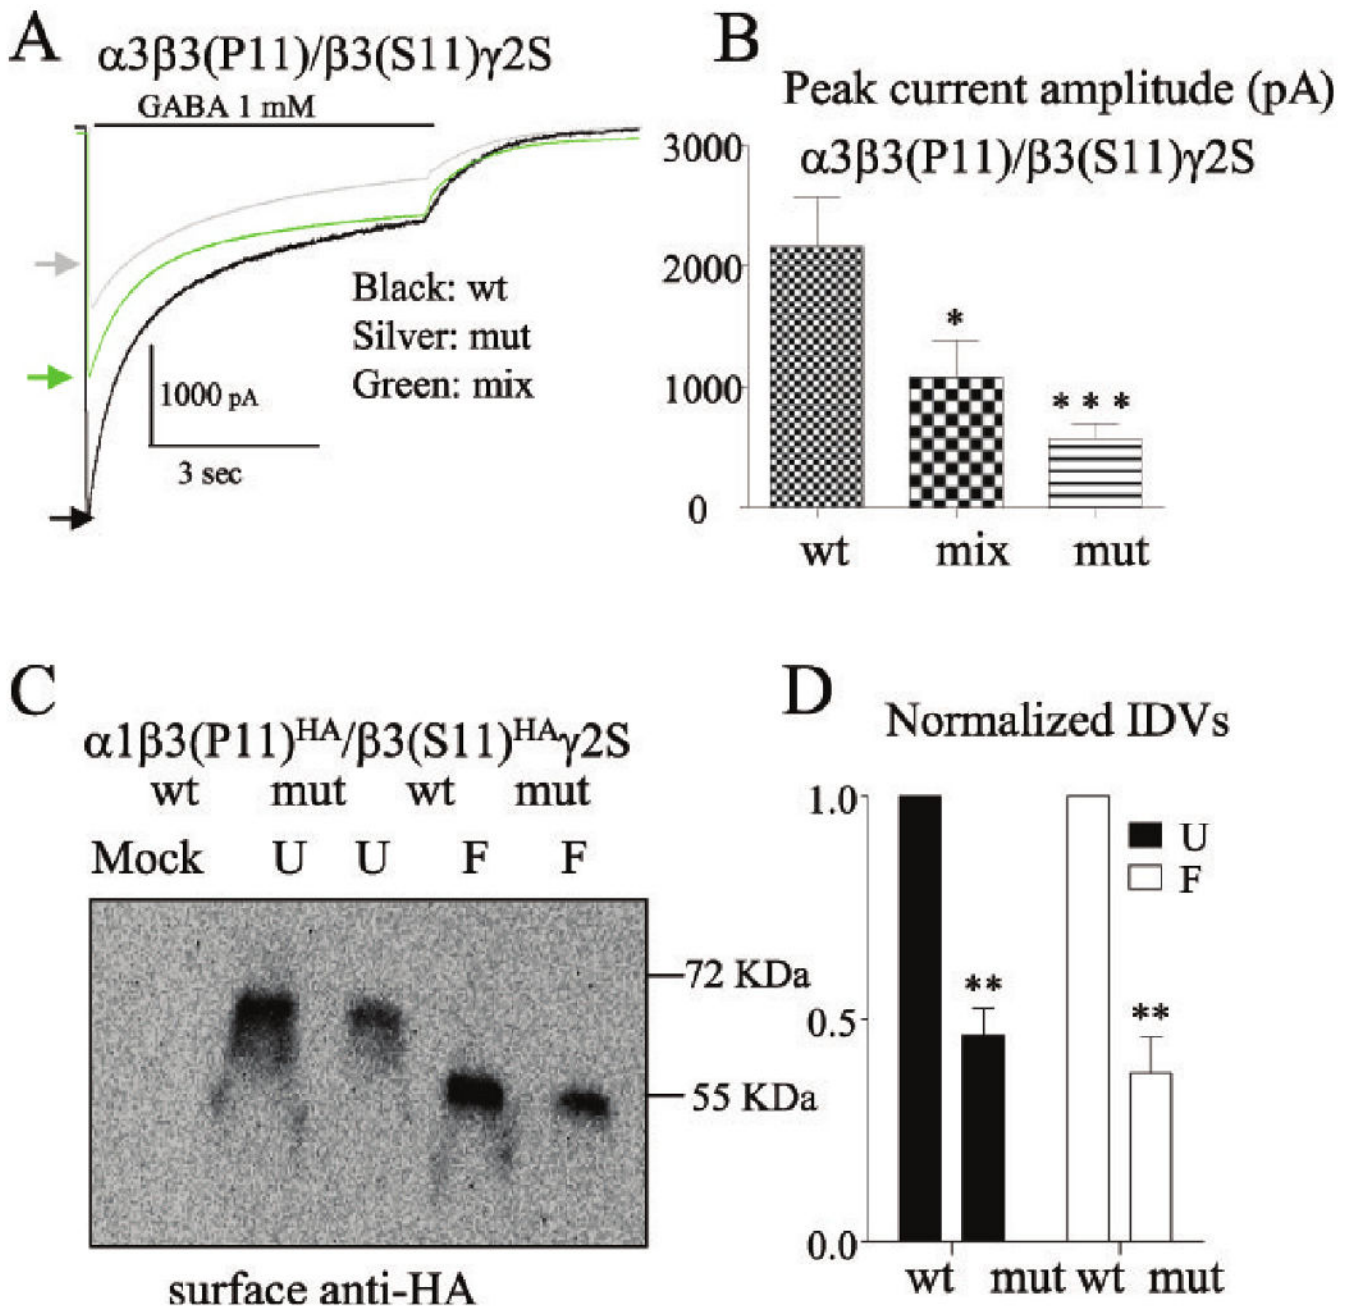 A
α3β3(P11)/β3(S11)γ2S
GABA 1 mM
Black: wt
Silver: mut
Green: mix
1000 pA
3 sec
B
Peak current amplitude (pA)
α3β3(P11)/β3(S11)γ2S
3000
2000
1000
0
*
* * *
wt mix mut
C
α1β3(P11)HA/β3(S11)HAγ2S
wt mut wt mut
Mock U U F F
72 KDa
55 KDa
surface anti-HA
D
Normalized IDVs
1.0
0.5
0.0
U
F
**
**
wt mut wt mut